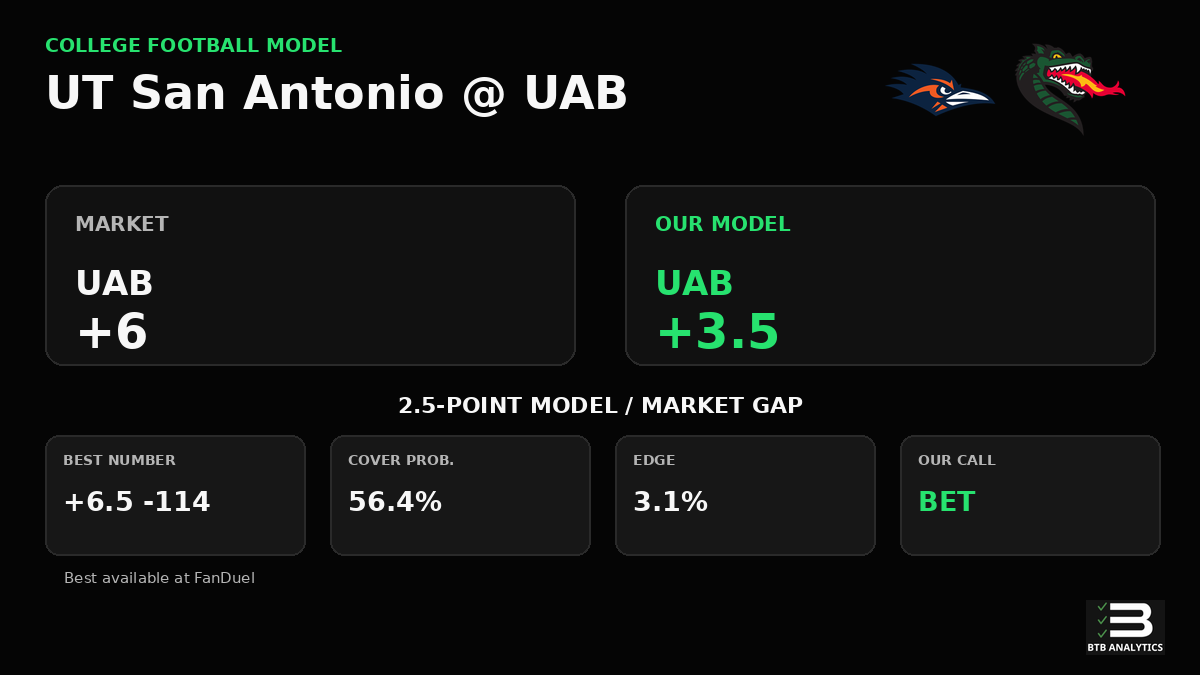 COLLEGE FOOTBALL MODEL
UT San Antonio @ UAB
MARKET
UAB
+6
OUR MODEL
UAB
+3.5
2.5-POINT MODEL / MARKET GAP
BEST NUMBER
+6.5 -114
COVER PROB.
56.4%
EDGE
3.1%
OUR CALL
BET
Best available at FanDuel
BTB ANALYTICS